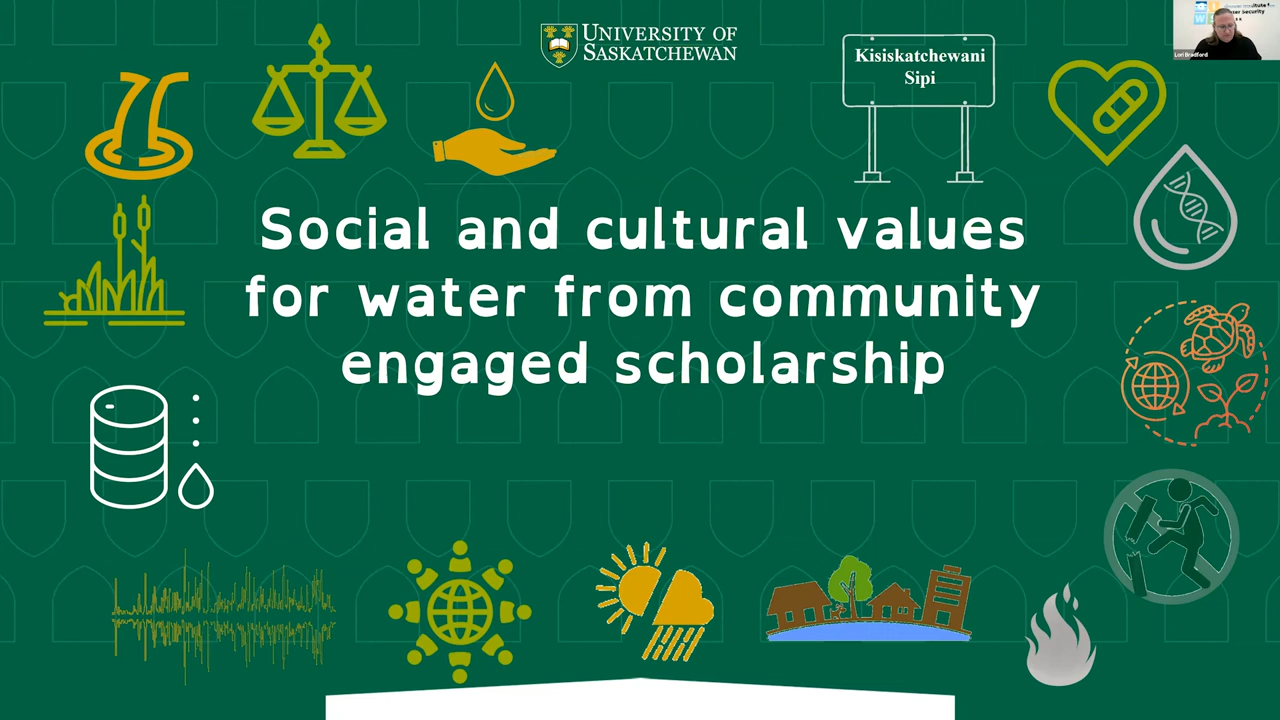 UNIVERSITY OF
SASKATCHEWAN
Kisiskatchewani
Sipi
Lori Bradford
Social and cultural values
for water from community
engaged scholarship